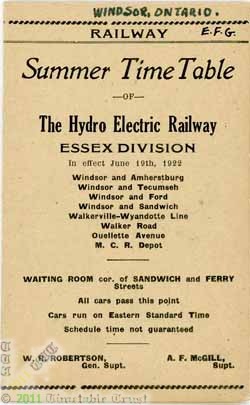 WINDSOR, ONTARIO.
RAILWAY
E.F.G.
Summer Time Table
—OF—
The Hydro Electric Railway
ESSEX DIVISION
In effect June 19th, 1922
Windsor and Amherstburg
Windsor and Tecumseh
Windsor and Ford
Windsor and Sandwich
Walkerville-Wyandotte Line
Walker Road
Ouellette Avenue
M. C. R. Depot
WAITING ROOM cor. of SANDWICH and FERRY
Streets
All cars pass this point
Cars run on Eastern Standard Time
Schedule time not guaranteed
W. R. ROBERTSON,
Gen. Supt.
A. F. McGILL,
Supt.
© 2011 Timetable Trust